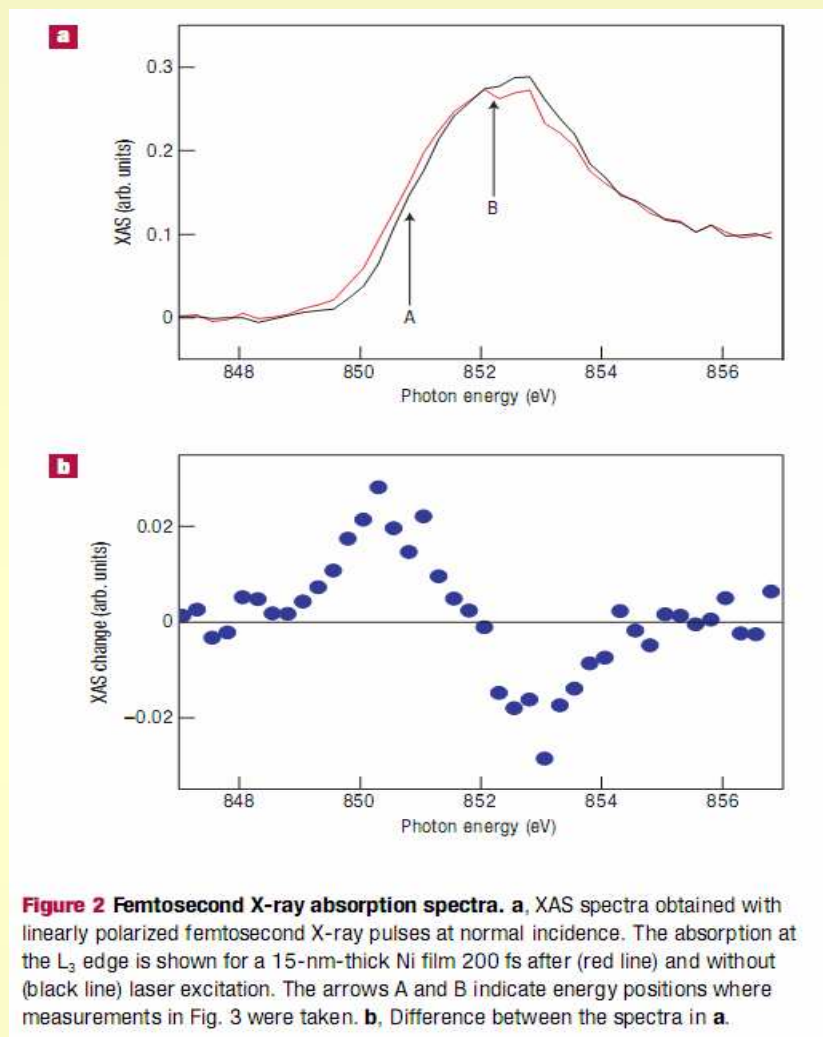 a
XAS (arb. units)
0.3
0.2
0.1
0
A
B
848 850 852 854 856
Photon energy (eV)
b
XAS change (arb. units)
0.02
0
−0.02
848 850 852 854 856
Photon energy (eV)
Figure 2 Femtosecond X-ray absorption spectra. a, XAS spectra obtained with
linearly polarized femtosecond X-ray pulses at normal incidence. The absorption at
the L₃ edge is shown for a 15-nm-thick Ni film 200 fs after (red line) and without
(black line) laser excitation. The arrows A and B indicate energy positions where
measurements in Fig. 3 were taken. b, Difference between the spectra in a.